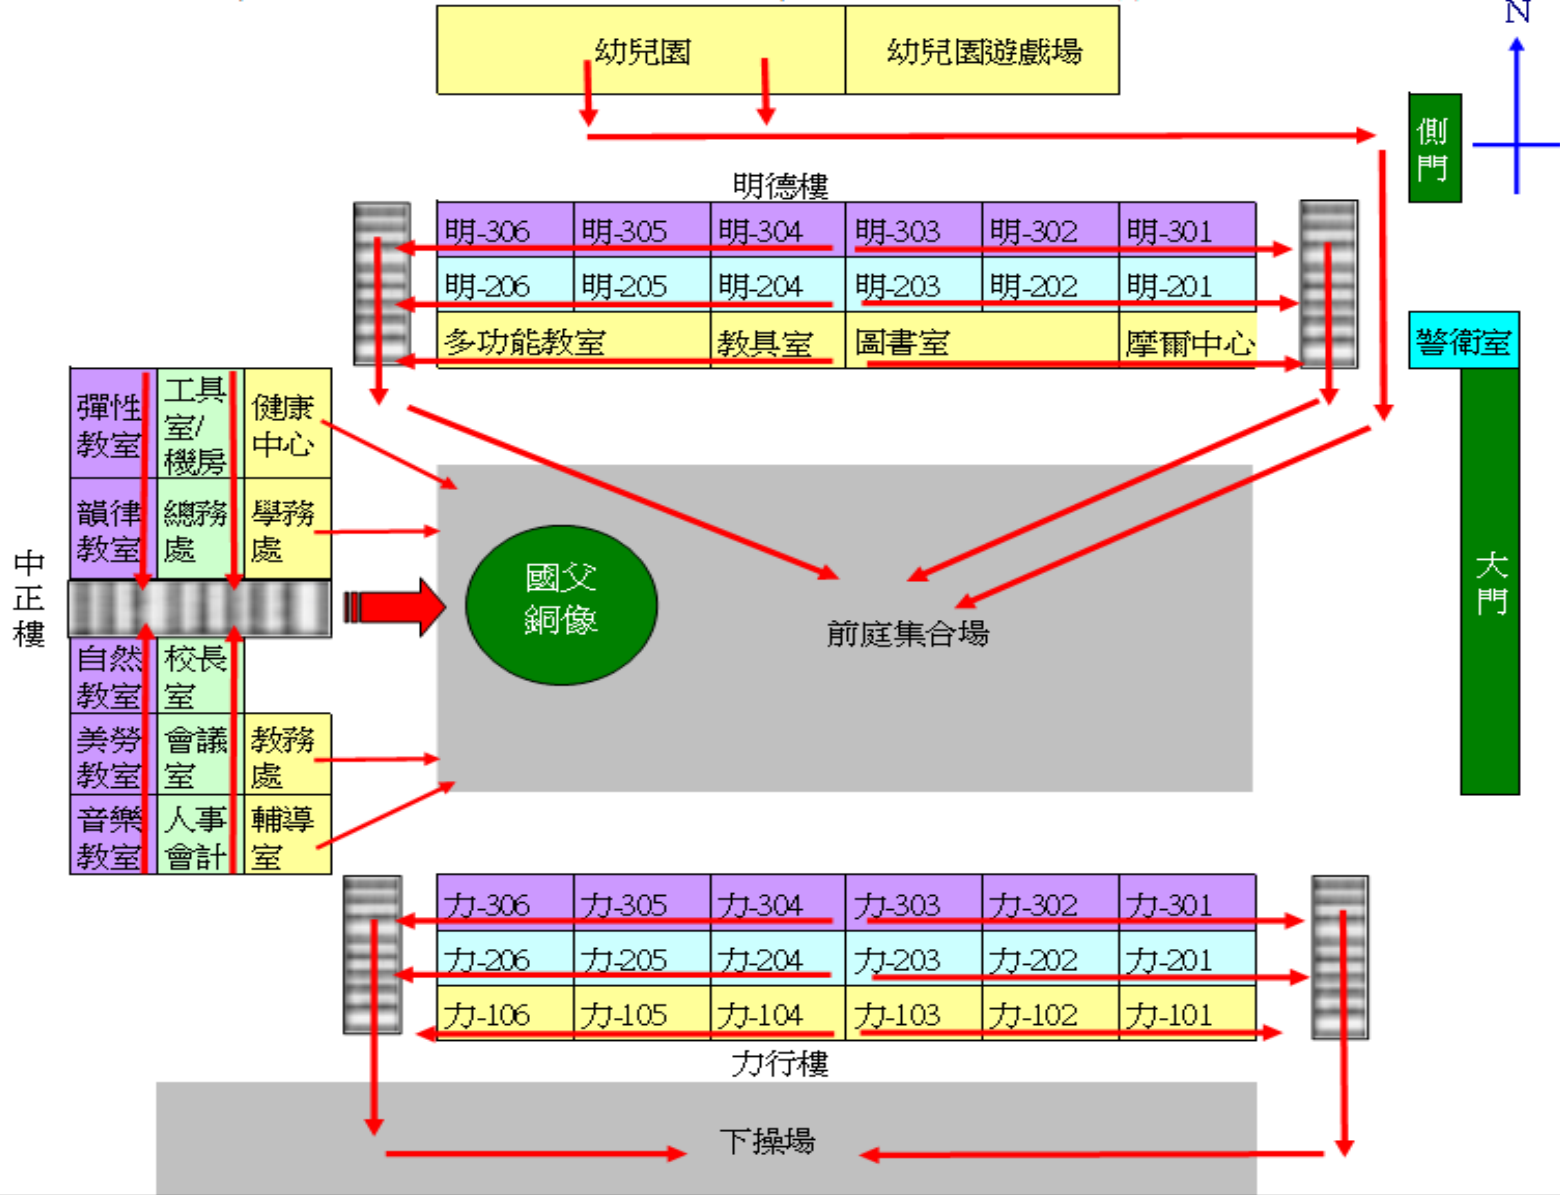 N
幼兒園
幼兒園遊戲場
側
門
明德樓
明-306
明-305
明-304
明-303
明-302
明-301
明-206
明-205
明-204
明-203
明-202
明-201
多功能教室
教具室
圖書室
摩爾中心
警衛室
大
門
彈性
教室
工具
室/
機房
健康
中心
韻律
教室
總務
處
學務
處
中
正
樓
國父
銅像
前庭集合場
自然
教室
校長
室
美勞
教室
會議
室
教務
處
音樂
教室
人事
會計
輔導
室
力-306
力-305
力-304
力-303
力-302
力-301
力-206
力-205
力-204
力-203
力-202
力-201
力-106
力-105
力-104
力-103
力-102
力-101
力行樓
下操場